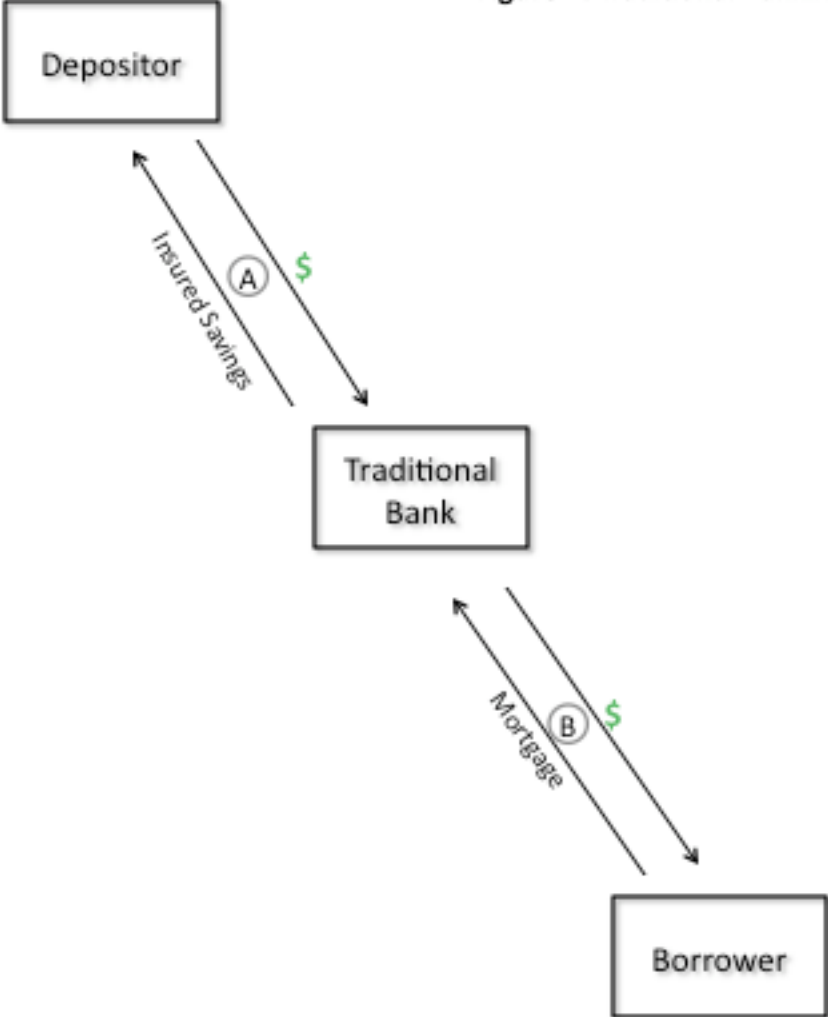 Depositor
Insured Savings
A
$
Traditional
Bank
Mortgage
B
$
Borrower